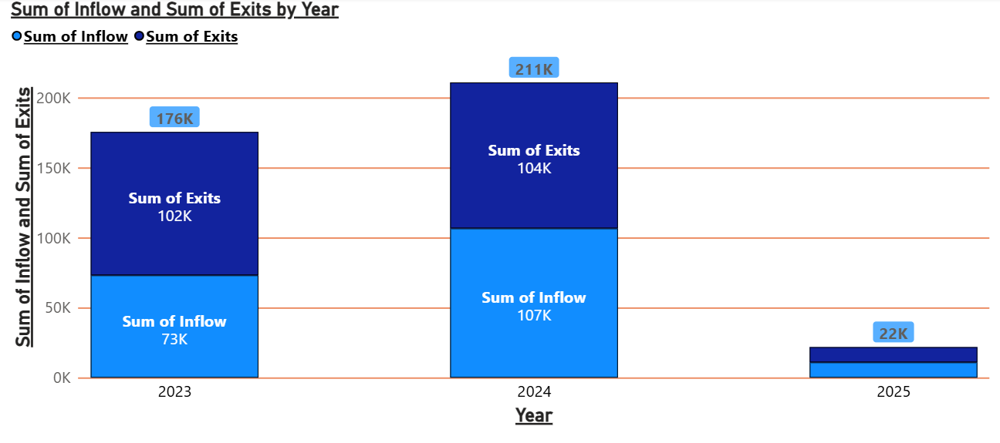 Sum of Inflow and Sum of Exits by Year
Sum of Inflow Sum of Exits
Sum of Inflow and Sum of Exits
200K
150K
100K
50K
0K
176K
Sum of Exits
102K
Sum of Inflow
73K
211K
Sum of Exits
104K
Sum of Inflow
107K
22K
2023 2024 2025
Year